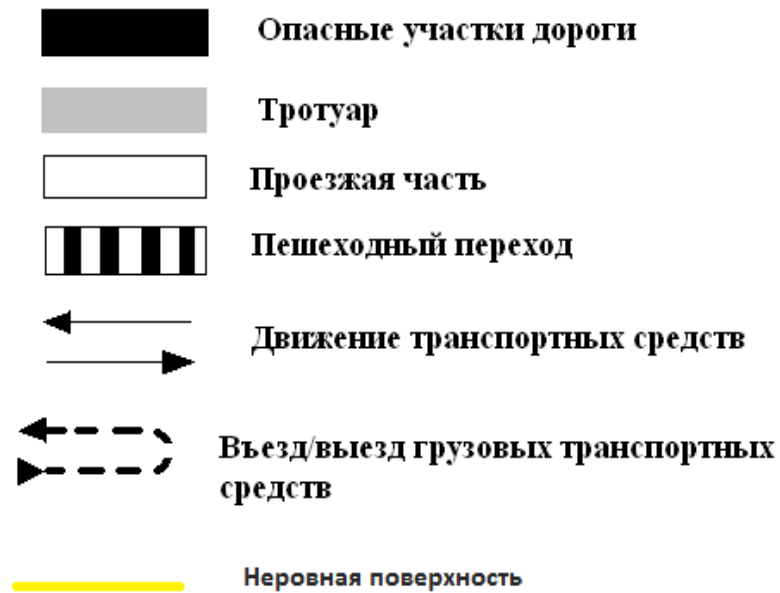 Опасные участки дороги
Тротуар
Проезжая часть
Пешеходный переход
Движение транспортных средств
Въезд/выезд грузовых транспортных
средств
Неровная поверхность